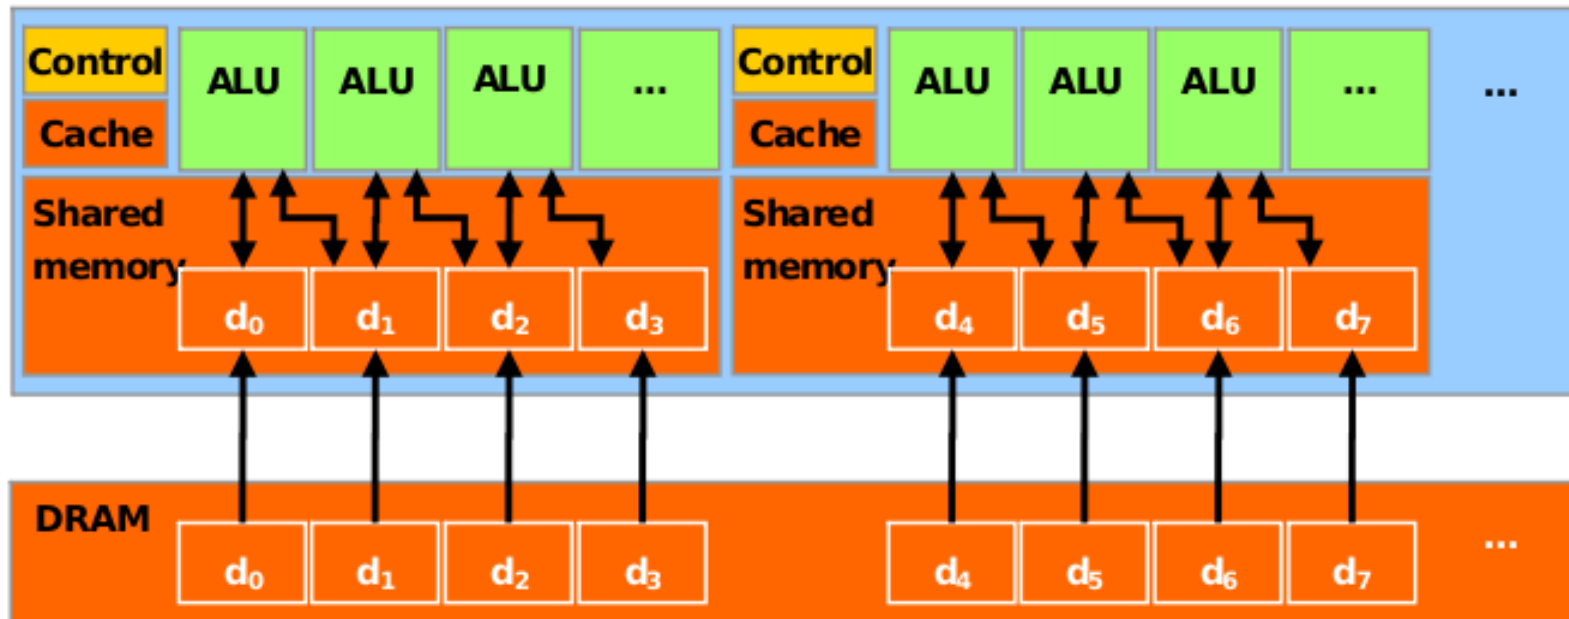 Control ALU ALU ALU ... Control ALU ALU ALU ... ...
Cache Cache
Shared memory Shared memory
d₀ d₁ d₂ d₃ d₄ d₅ d₆ d₇
DRAM ...
d₀ d₁ d₂ d₃ d₄ d₅ d₆ d₇